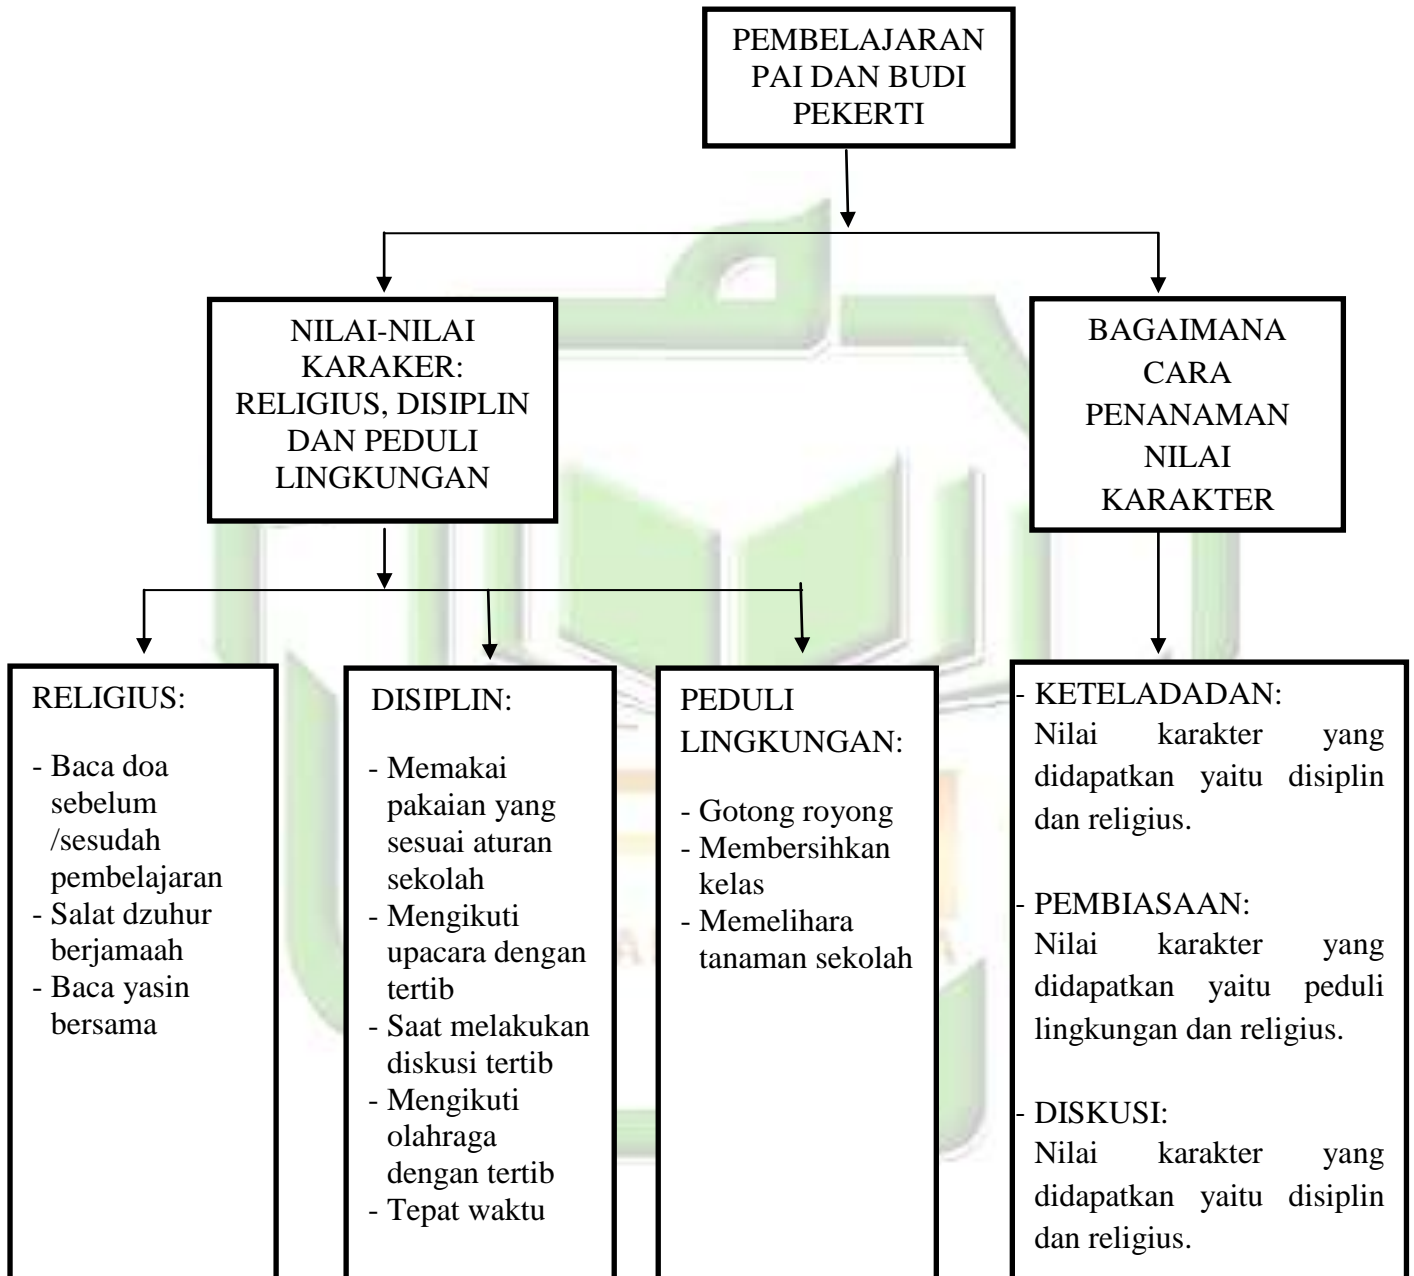 PEMBELAJARAN
PAI DAN BUDI
PEKERTI
NILAI-NILAI
KARAKER:
RELIGIUS, DISIPLIN
DAN PEDULI
LINGKUNGAN
BAGAIMANA
CARA
PENANAMAN
NILAI
KARAKTER
RELIGIUS:
- Baca doa
sebelum
/sesudah
pembelajaran
- Salat dzuhur
berjamaah
- Baca yasin
bersama
DISIPLIN:
- Memakai
pakaian yang
sesuai aturan
sekolah
- Mengikuti
upacara dengan
tertib
- Saat melakukan
diskusi tertib
- Mengikuti
olahraga
dengan tertib
- Tepat waktu
PEDULI
LINGKUNGAN:
- Gotong royong
- Membersihkan
kelas
- Memelihara
tanaman sekolah
- KETELADADAN:
Nilai karakter yang
didapatkan yaitu disiplin
dan religius.
- PEMBIASAAN:
Nilai karakter yang
didapatkan yaitu peduli
lingkungan dan religius.
- DISKUSI:
Nilai karakter yang
didapatkan yaitu disiplin
dan religius.